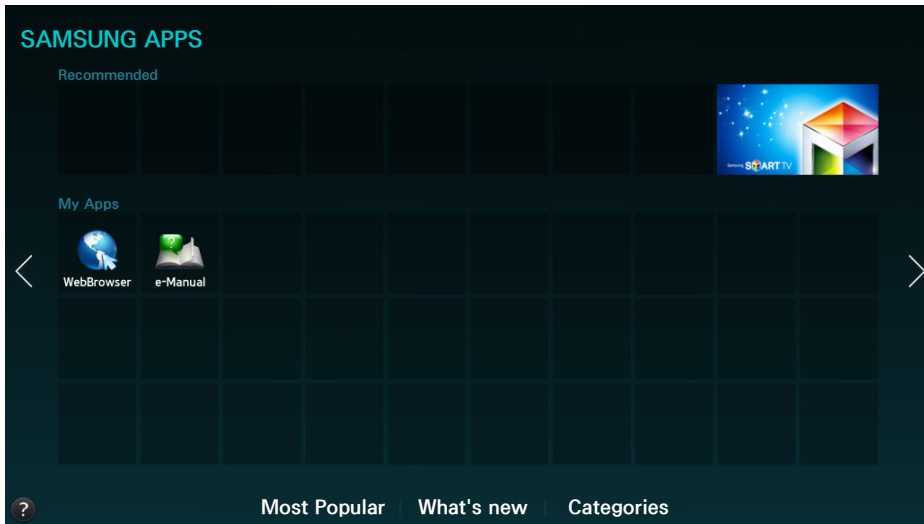 SAMSUNG APPS
Recommended
Samsung SMART TV
My Apps
?
WebBrowser e-Manual
? Most Popular What's new Categories